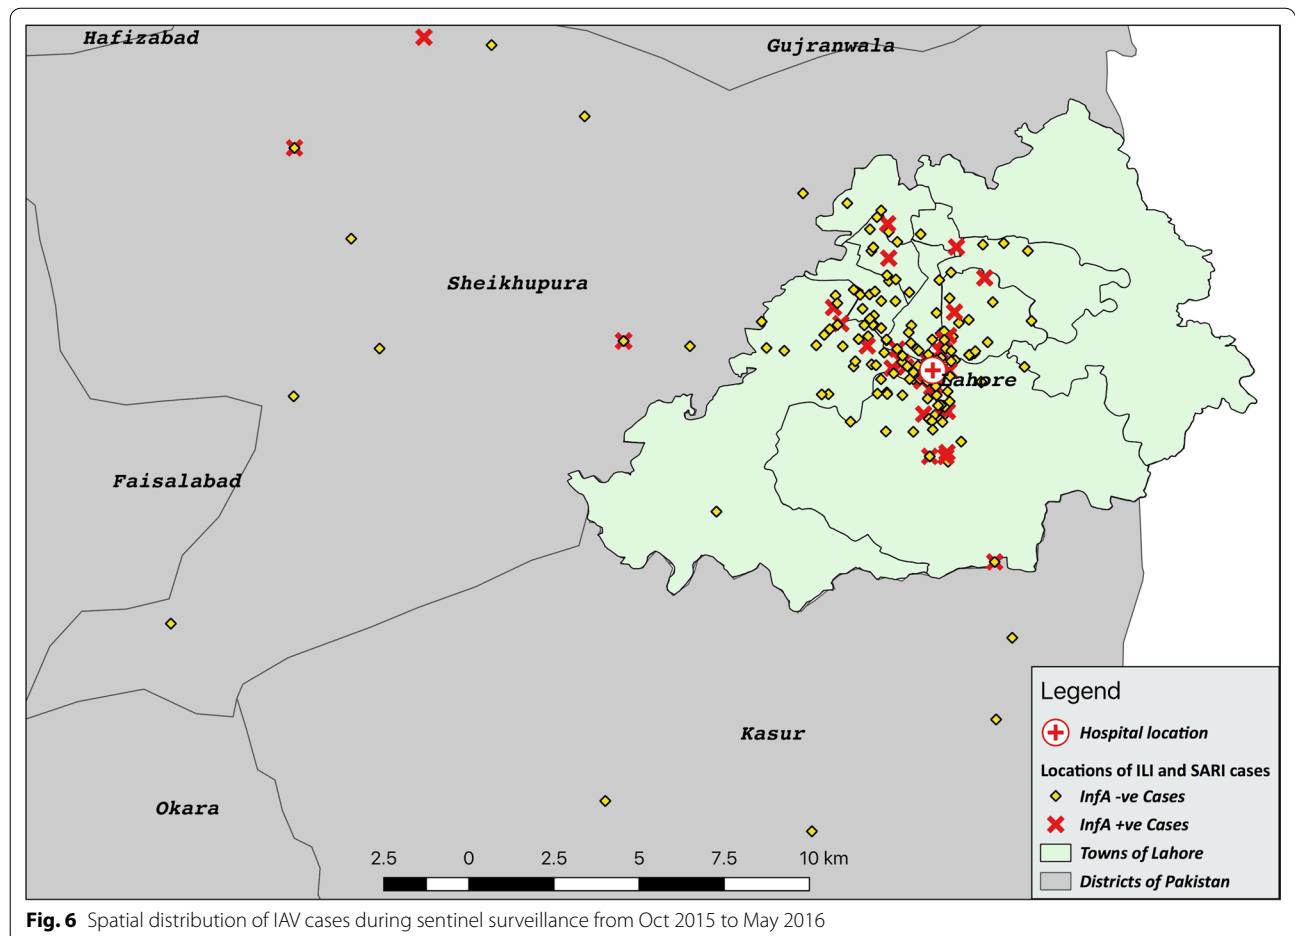 Hafizabad
Gujranwala
Sheikhupura
Lahore
Faisalabad
Kasur
Okara
Legend
Hospital location
Locations of ILI and SARI cases
InfA -ve Cases
InfA +ve Cases
Towns of Lahore
Districts of Pakistan
2.5 0 2.5 5 7.5 10 km
Fig. 6 Spatial distribution of IAV cases during sentinel surveillance from Oct 2015 to May 2016